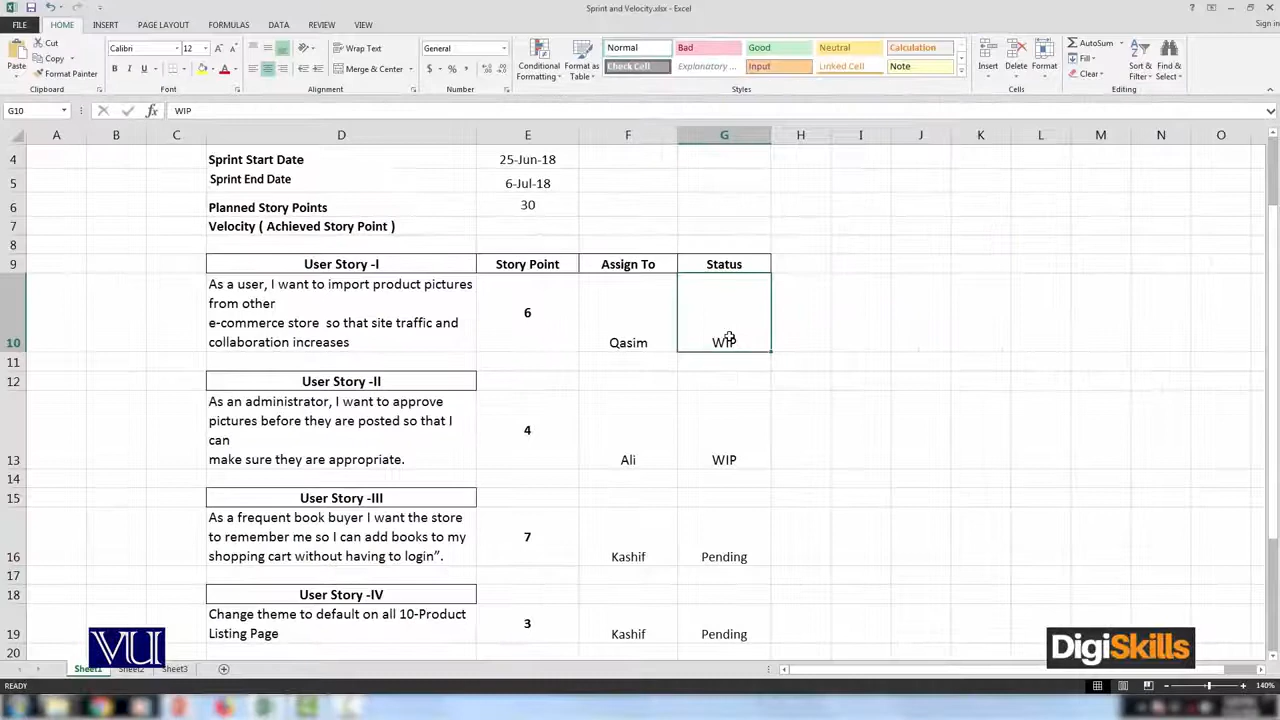 Sprint and Velocity.xlsx - Excel
Sign in
FILE HOME INSERT PAGE LAYOUT FORMULAS DATA REVIEW VIEW
Paste
Cut
Copy
Format Painter
Clipboard
Calibri 12
B I U
Font
Wrap Text
Merge & Center
Alignment
General
$ % ,
Number
Conditional Formatting
Format as Table
Normal Bad Good Neutral Calculation
Check Cell Explanatory ... Input Linked Cell Note
Styles
Insert Delete Format
Cells
AutoSum
Fill
Clear
Sort & Filter
Find & Select
Editing
G10 fx WIP
A B C D E F G H I J K L M N O
4 Sprint Start Date 25-Jun-18
5 Sprint End Date 6-Jul-18
6 Planned Story Points 30
7 Velocity ( Achieved Story Point )
8
9 User Story -I Story Point Assign To Status
As a user, I want to import product pictures
from other
e-commerce store so that site traffic and
collaboration increases
10 6 Qasim WIP
11
12 User Story -II
As an administrator, I want to approve
pictures before they are posted so that I
can
make sure they are appropriate.
13 4 Ali WIP
14
15 User Story -III
As a frequent book buyer I want the store
to remember me so I can add books to my
shopping cart without having to login”.
16 7 Kashif Pending
17
18 User Story -IV
Change theme to default on all 10-Product
Listing Page
19 3 Kashif Pending
20
VU
DigiSkills
Sheet1 Sheet2 Sheet3
READY
140%